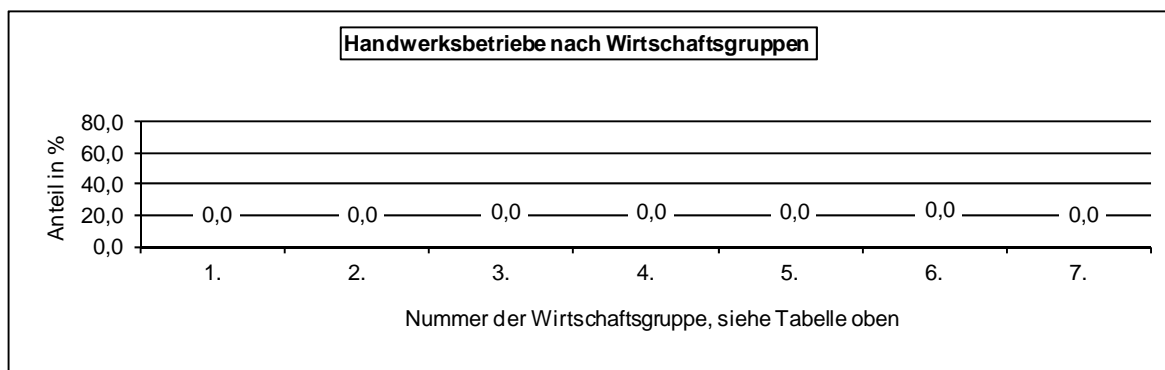 Handwerksbetriebe nach Wirtschaftsgruppen
Anteil in %
80,0
60,0
40,0
20,0
0,0
0,0 0,0 0,0 0,0 0,0 0,0 0,0
1. 2. 3. 4. 5. 6. 7.
Nummer der Wirtschaftsgruppe, siehe Tabelle oben